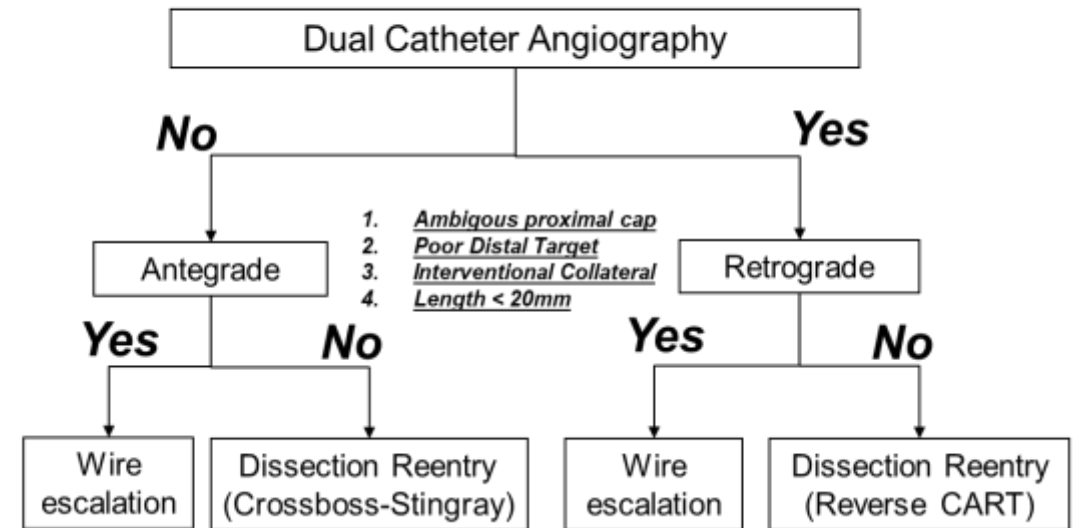 Dual Catheter Angiography
No
Yes
1. Ambiqous proximal cap
2. Poor Distal Target
3. Interventional Collateral
4. Length < 20mm
Antegrade
Retrograde
Yes
No
Yes
No
Wire
escalation
Dissection Reentry
(Crossboss-Stingray)
Wire
escalation
Dissection Reentry
(Reverse CART)